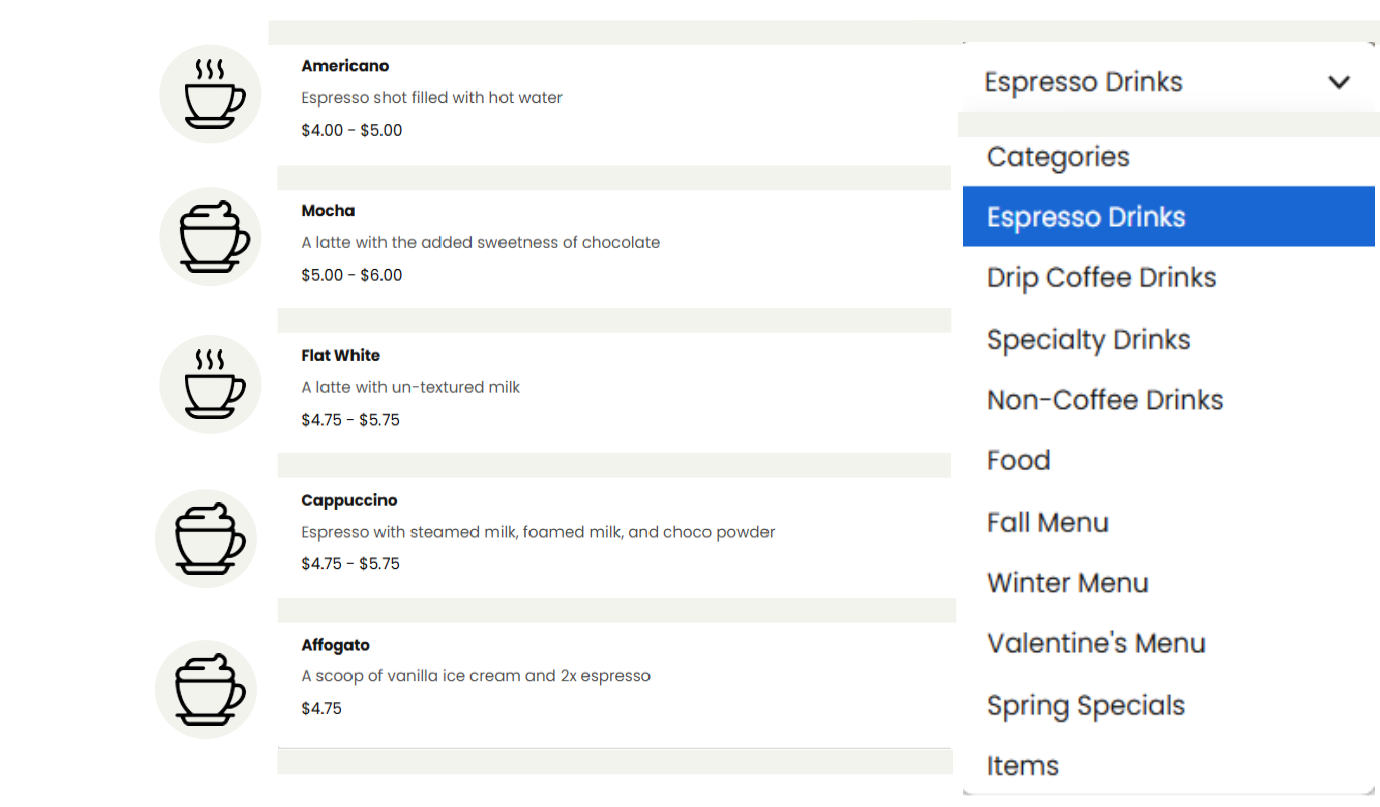 Americano
Espresso shot filled with hot water
$4.00 - $5.00
Mocha
A latte with the added sweetness of chocolate
$5.00 - $6.00
Flat White
A latte with un-textured milk
$4.75 - $5.75
Cappuccino
Espresso with steamed milk, foamed milk, and choco powder
$4.75 - $5.75
Affogato
A scoop of vanilla ice cream and 2x espresso
$4.75
Espresso Drinks
Categories
Espresso Drinks
Drip Coffee Drinks
Specialty Drinks
Non-Coffee Drinks
Food
Fall Menu
Winter Menu
Valentine's Menu
Spring Specials
Items